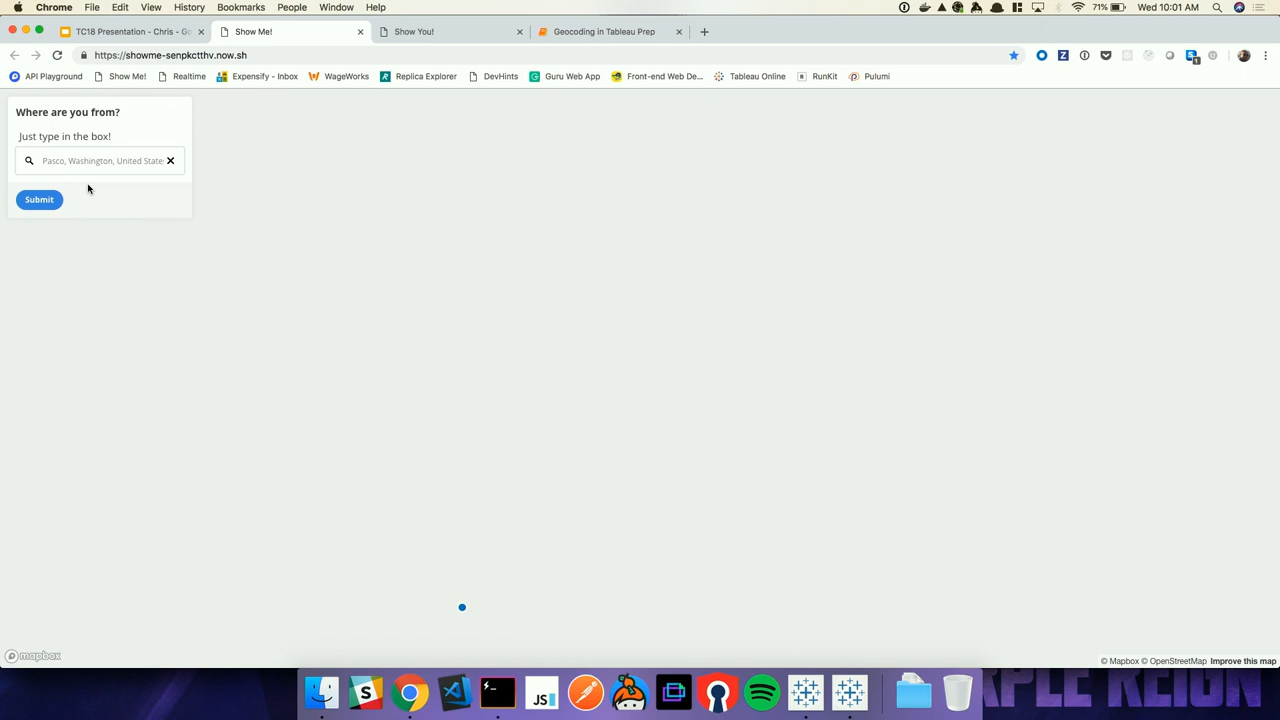 Chrome File Edit View History Bookmarks People Window Help 71% Wed 10:01 AM
TC18 Presentation - Chris - Go Show Me! Show You! Geocoding in Tableau Prep
https://showme-senpkctthv.now.sh
API Playground Show Me! Realtime Expensify - Inbox WageWorks Replica Explorer DevHints Guru Web App Front-end Web De... Tableau Online RunKit Pulumi
Where are you from?
Just type in the box!
Pasco, Washington, United State
Submit
mapbox
© Mapbox © OpenStreetMap Improve this map
JS
RPLE REIGN